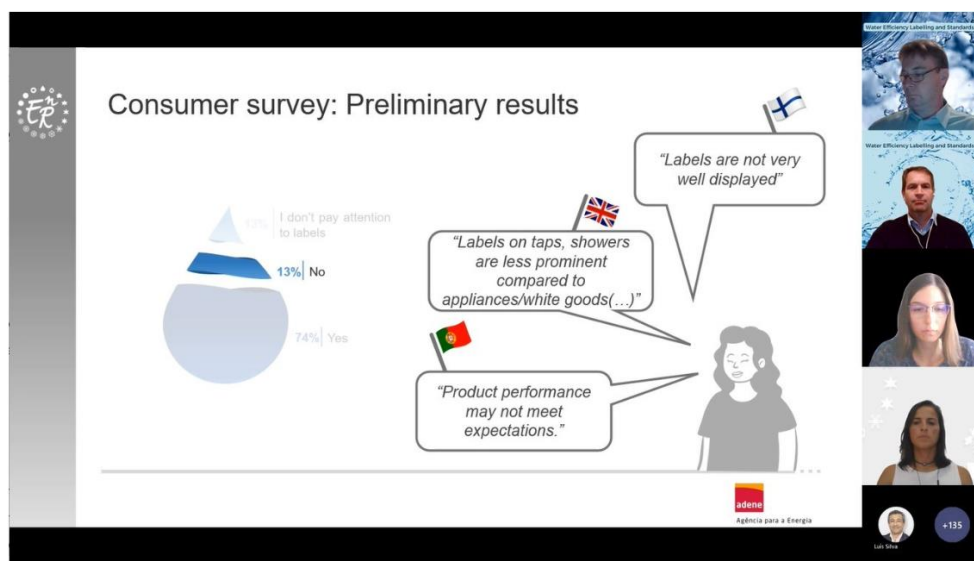 Consumer survey: Preliminary results
“Labels are not very
well displayed”
“Labels on taps, showers
are less prominent
compared to
appliances/white goods(…)”
“Product performance
may not meet
expectations.”
I don't pay attention
to labels
13% No
74% Yes
adene
Agência para a Energia
Water Efficiency Labelling and Standards
Water Efficiency Labelling and Standards
Luís Silva
+135